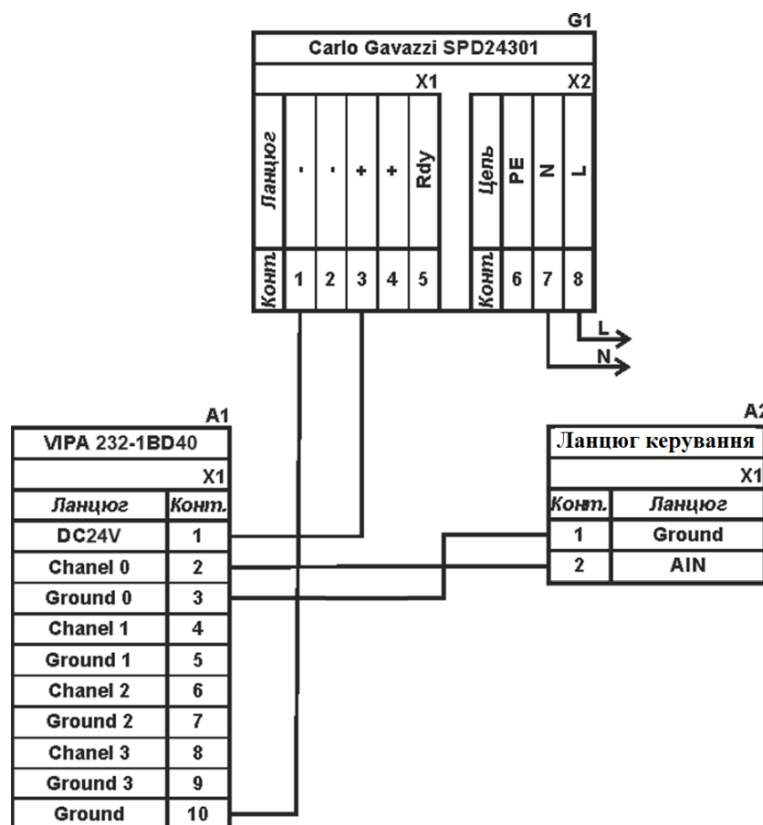 G1
Carlo Gavazzi SPD24301
X1 X2
Ланцюг - - + + Rdy Цепь PE N L
Конт. 1 2 3 4 5 Конт. 6 7 8
L
N
A1
VIPA 232-1BD40
X1
Ланцюг Конт.
DC24V 1
Chanel 0 2
Ground 0 3
Chanel 1 4
Ground 1 5
Chanel 2 6
Ground 2 7
Chanel 3 8
Ground 3 9
Ground 10
A2
Ланцюг керування
X1
Конт. Ланцюг
1 Ground
2 AIN